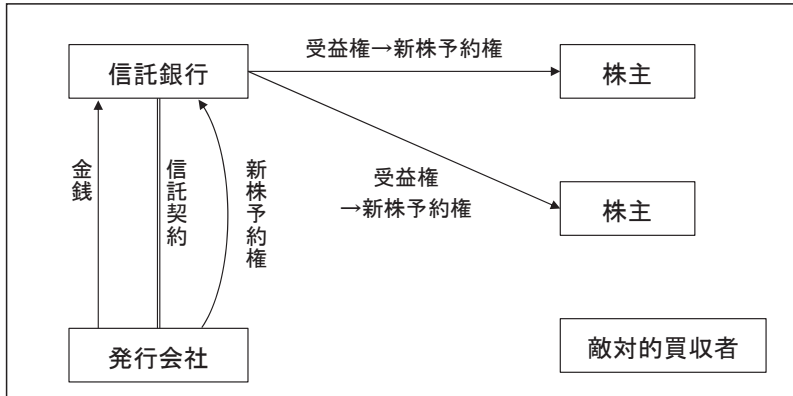 信託銀行
受益権→新株予約権
株主
金銭
信託契約
新株予約権
受益権
→新株予約権
株主
発行会社
敵対的買収者